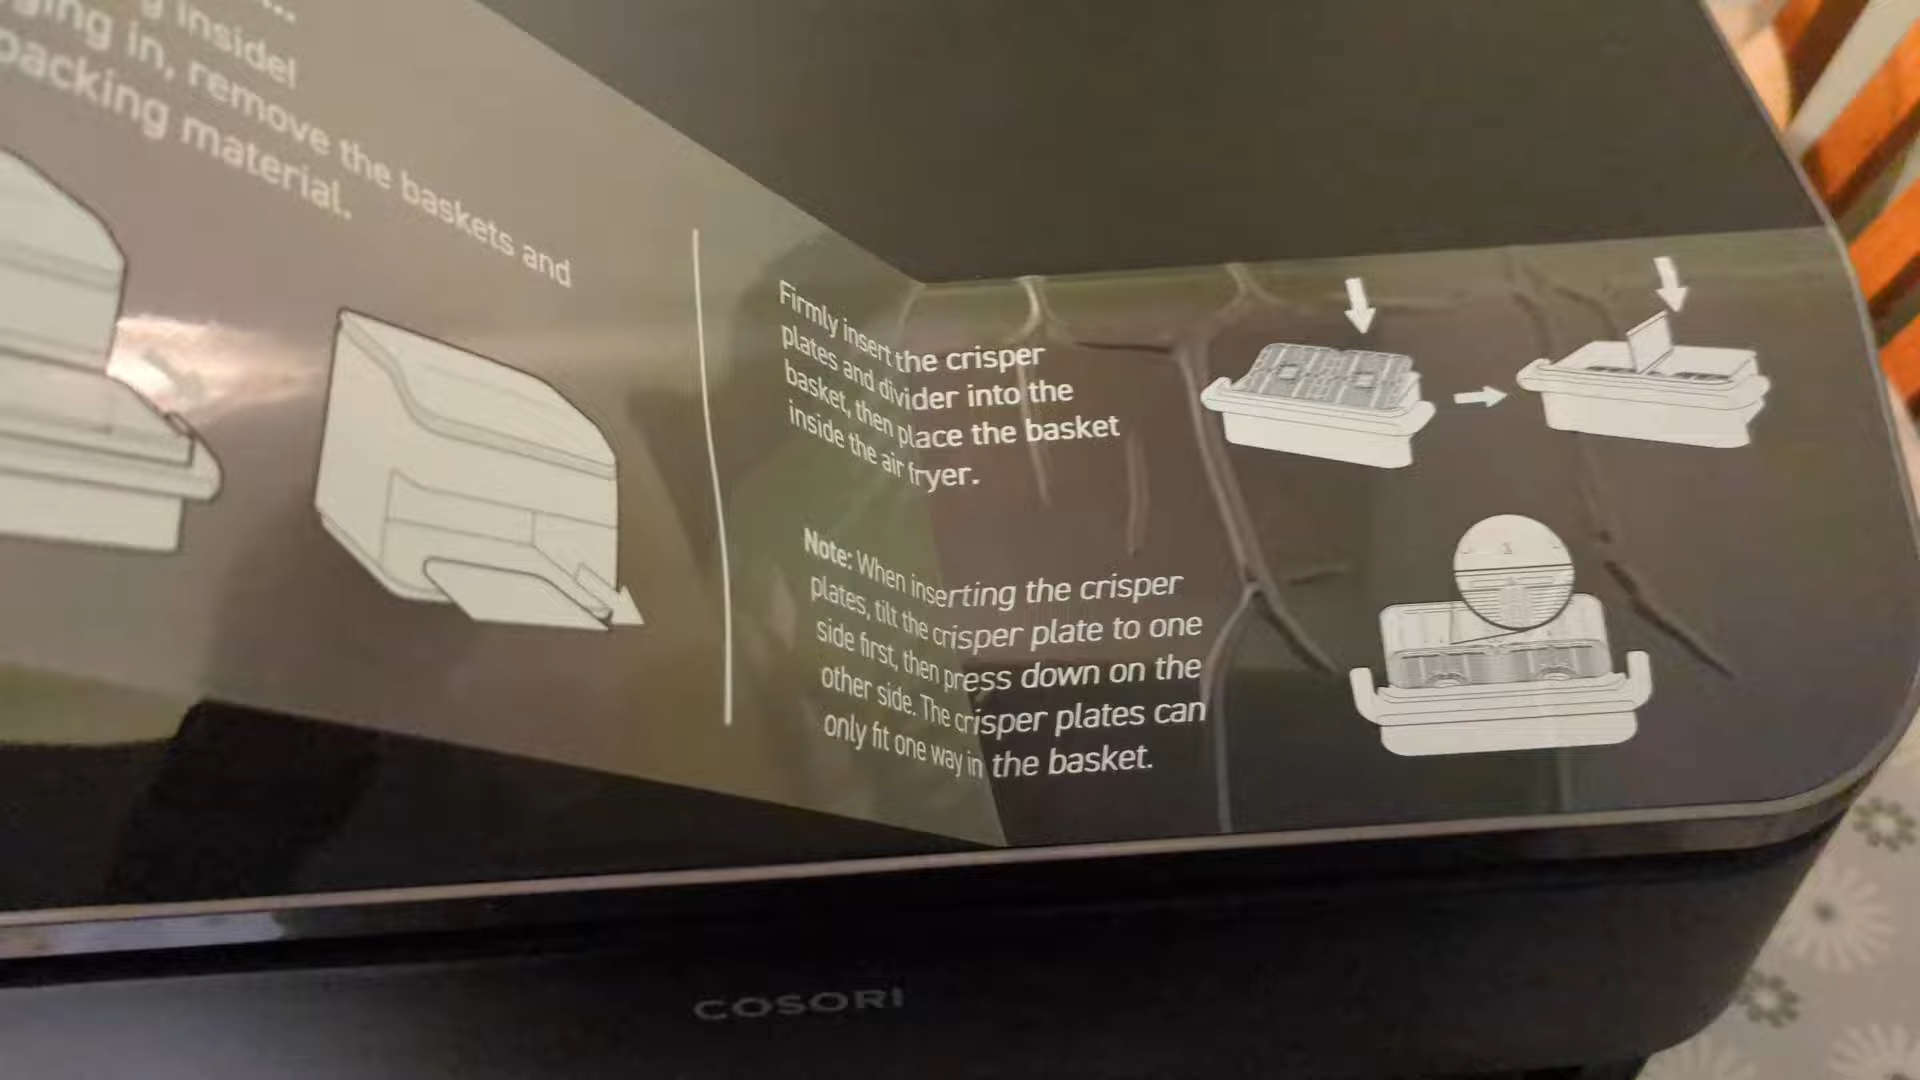 inside!
in, remove the baskets and
packing material.
Firmly insert the crisper
plates and divider into the
basket, then place the basket
inside the air fryer.
Note: When inserting the crisper
plates, tilt the crisper plate to one
side first, then press down on the
other side. The crisper plates can
only fit one way in the basket.
COSORI